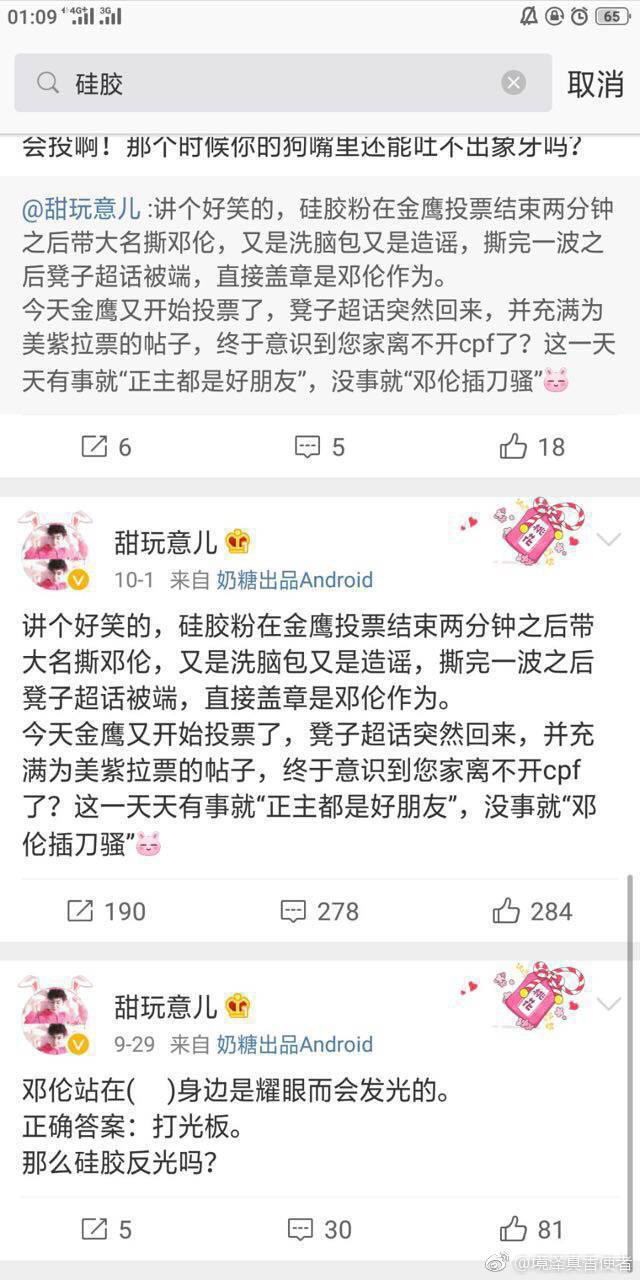 01:09 4G+ 3G 65
硅胶 取消
会投啊！那个时候你的狗嘴里还能吐不出象牙吗？
@甜玩意儿 :讲个好笑的，硅胶粉在金鹰投票结束两分钟
之后带大名撕邓伦，又是洗脑包又是造谣，撕完一波之
后凳子超话被端，直接盖章是邓伦作为。
今天金鹰又开始投票了，凳子超话突然回来，并充满为
美紫拉票的帖子，终于意识到您家离不开cpf了？这一天
天有事就“正主都是好朋友”，没事就“邓伦插刀骚”
6 5 18
甜玩意儿
10-1 来自 奶糖出品Android
讲个好笑的，硅胶粉在金鹰投票结束两分钟之后带
大名撕邓伦，又是洗脑包又是造谣，撕完一波之后
凳子超话被端，直接盖章是邓伦作为。
今天金鹰又开始投票了，凳子超话突然回来，并充
满为美紫拉票的帖子，终于意识到您家离不开cpf
了？这一天天有事就“正主都是好朋友”，没事就“邓
伦插刀骚”
190 278 284
甜玩意儿
9-29 来自 奶糖出品Android
邓伦站在( )身边是耀眼而会发光的。
正确答案：打光板。
那么硅胶反光吗？
5 30 81
@境泽真香使者